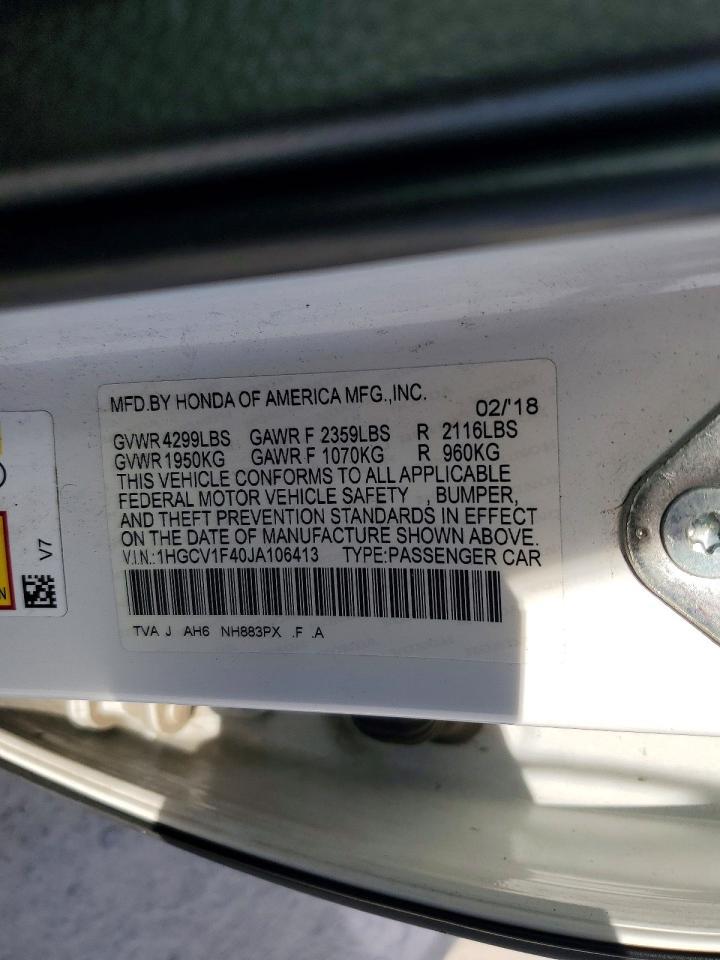 MFD.BY HONDA OF AMERICA MFG.,INC. 02/'18
GVWR 4299LBS GAWR F 2359LBS R 2116LBS
GVWR 1950KG GAWR F 1070KG R 960KG
THIS VEHICLE CONFORMS TO ALL APPLICABLE
FEDERAL MOTOR VEHICLE SAFETY , BUMPER,
AND THEFT PREVENTION STANDARDS IN EFFECT
ON THE DATE OF MANUFACTURE SHOWN ABOVE.
V.I.N.:1HGCV1F40JA106413 TYPE:PASSENGER CAR
TVA J AH6 NH883PX .F .A
V7